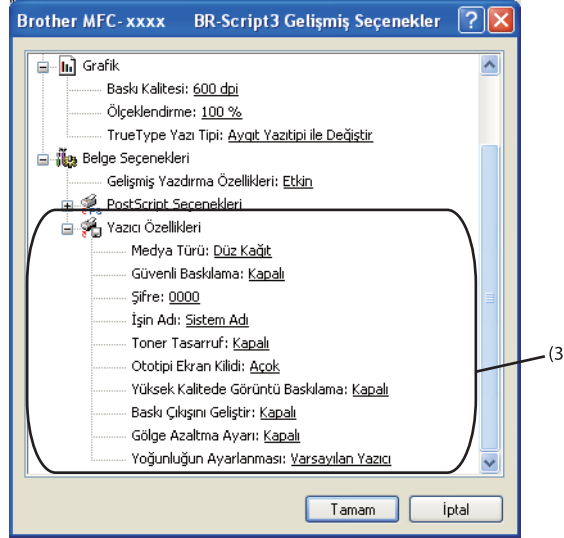 Brother MFC- xxxx BR-Script3 Gelişmiş Seçenekler
Grafik
Baskı Kalitesi: 600 dpi
Ölçeklendirme: 100 %
TrueType Yazı Tipi: Aygıt Yazıtipi ile Değiştir
Belge Seçenekleri
Gelişmiş Yazdırma Özellikleri: Etkin
PostScript Seçenekleri
Yazıcı Özellikleri
Medya Türü: Düz Kağıt
Güvenli Baskılama: Kapalı
Şifre: 0000
İşin Adı: Sistem Adı
Toner Tasarruf: Kapalı
Ototipi Ekran Kilidi: Açok
Yüksek Kalitede Görüntü Baskılama: Kapalı
Baskı Çıkışını Geliştir: Kapalı
Gölge Azaltma Ayarı: Kapalı
Yoğunluğun Ayarlanması: Varsayılan Yazıcı
(3
Tamam İptal